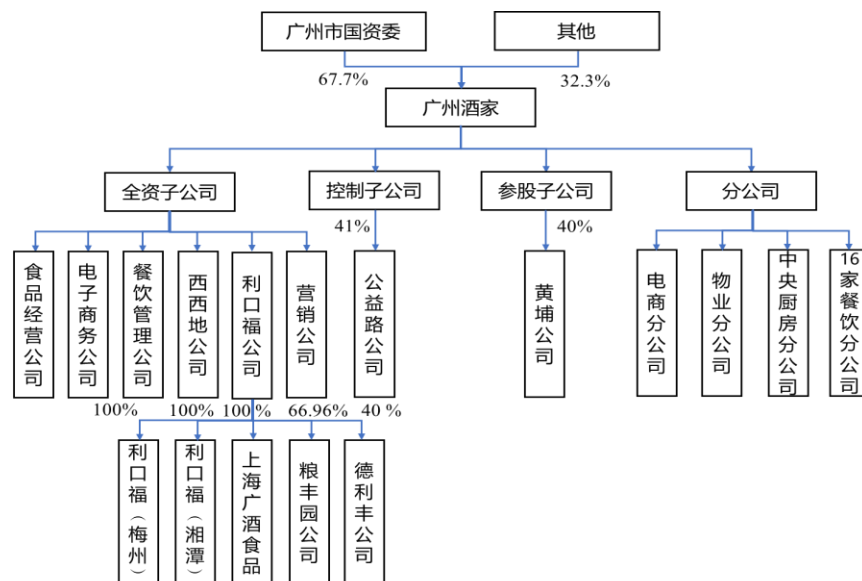 广州市国资委
其他
67.7%
32.3%
广州酒家
全资子公司
控制子公司
参股子公司
分公司
41%
40%
食品经营公司
电子商务公司
餐饮管理公司
西西地公司
利口福公司
营销公司
公益路公司
黄埔公司
电商分公司
物业分公司
中央厨房分公司
16家餐饮分公司
100%
100%
100%
66.96%
40 %
利口福（梅州）
利口福（湘潭）
上海广酒食品
粮丰园公司
德利丰公司